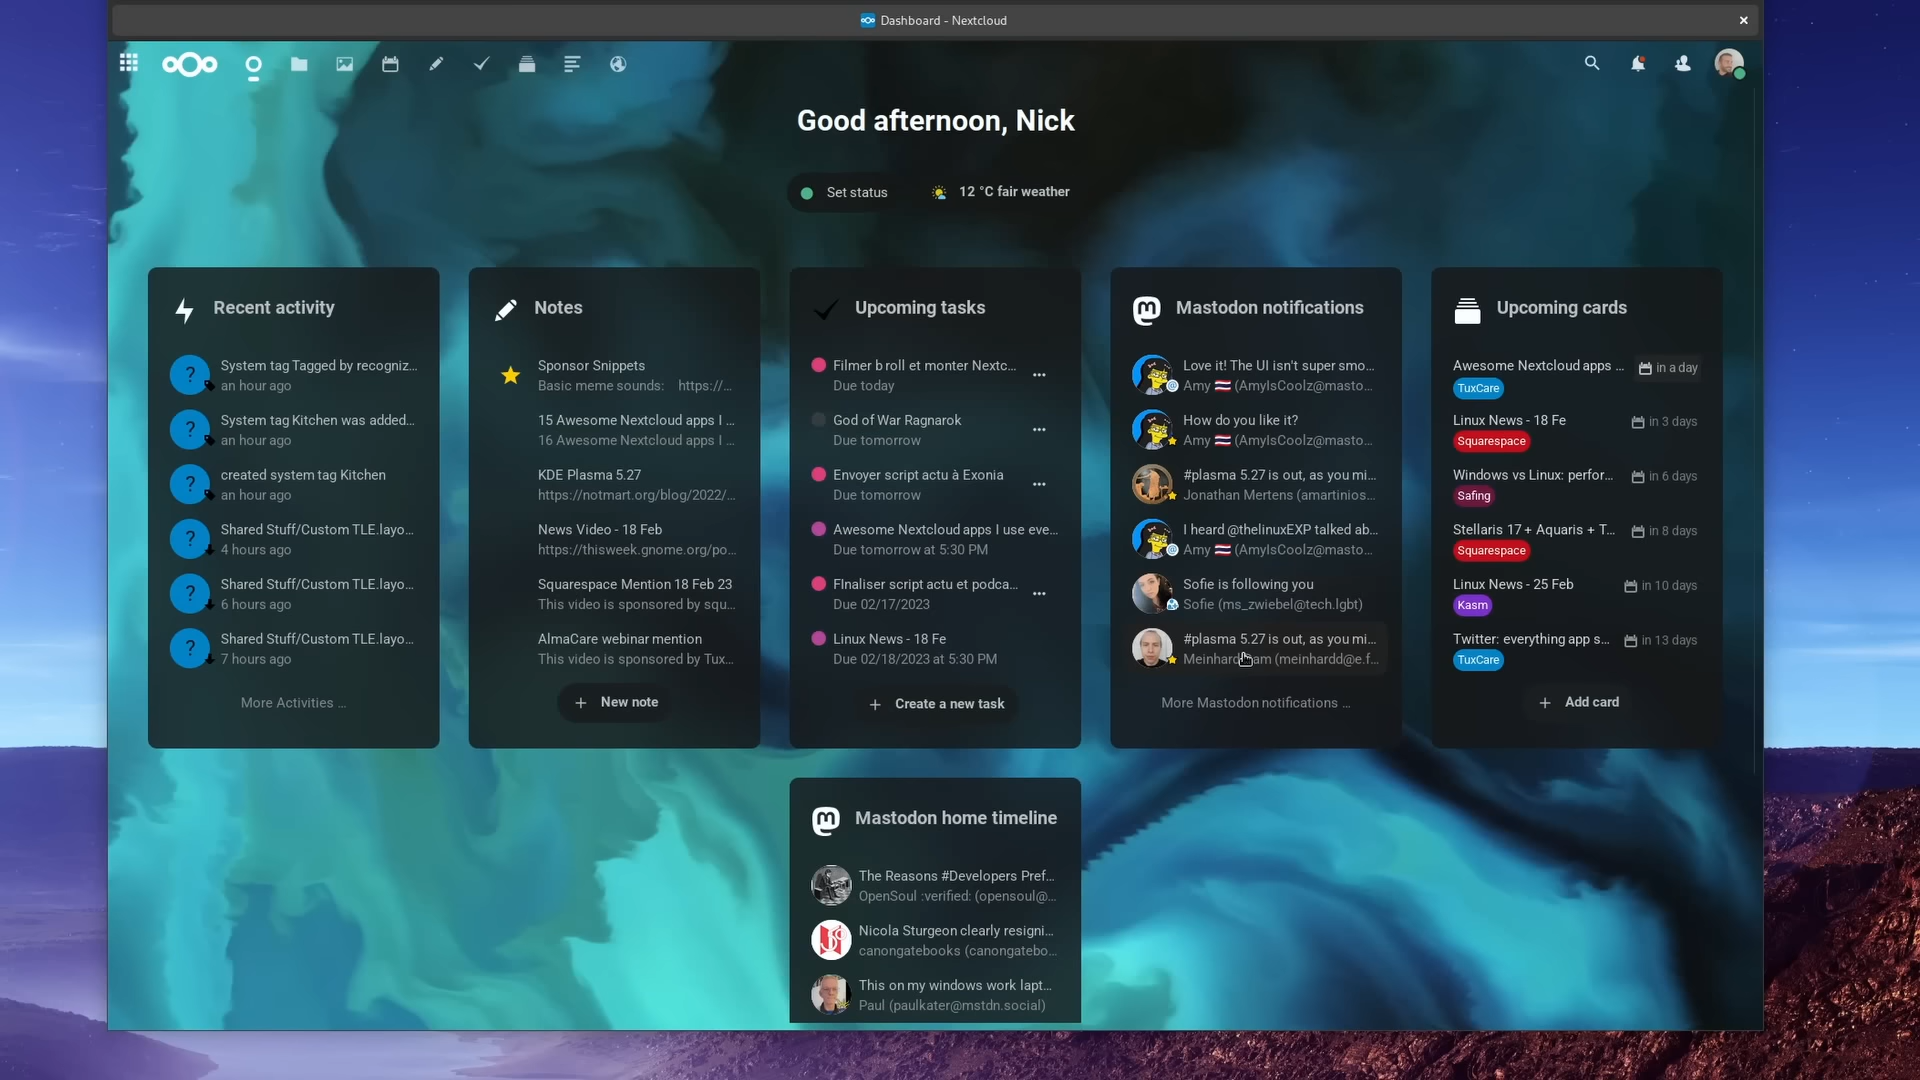 Dashboard - Nextcloud
Good afternoon, Nick
Set status
12 °C fair weather
Recent activity
System tag Tagged by recogniz...
an hour ago
System tag Kitchen was added...
an hour ago
created system tag Kitchen
an hour ago
Shared Stuff/Custom TLE.layo...
4 hours ago
Shared Stuff/Custom TLE.layo...
6 hours ago
Shared Stuff/Custom TLE.layo...
7 hours ago
More Activities ...
Notes
Sponsor Snippets
Basic meme sounds: https://...
15 Awesome Nextcloud apps I ...
16 Awesome Nextcloud apps I ...
KDE Plasma 5.27
https://notmart.org/blog/2022/...
News Video - 18 Feb
https://thisweek.gnome.org/po...
Squarespace Mention 18 Feb 23
This video is sponsored by squ...
AlmaCare webinar mention
This video is sponsored by Tux...
+ New note
Upcoming tasks
Filmer b roll et monter Nextc...
Due today
God of War Ragnarok
Due tomorrow
Envoyer script actu à Exonia
Due tomorrow
Awesome Nextcloud apps I use eve...
Due tomorrow at 5:30 PM
FInaliser script actu et podca...
Due 02/17/2023
Linux News - 18 Fe
Due 02/18/2023 at 5:30 PM
+ Create a new task
Mastodon notifications
Love it! The UI isn't super smo...
Amy 🇹🇭 (AmyIsCoolz@masto...
How do you like it?
Amy 🇹🇭 (AmyIsCoolz@masto...
#plasma 5.27 is out, as you mi...
Jonathan Mertens (amartinios...
I heard @thelinuxEXP talked ab...
Amy 🇹🇭 (AmyIsCoolz@masto...
Sofie is following you
Sofie (ms_zwiebel@tech.lgbt)
#plasma 5.27 is out, as you mi...
(meinhardd@e.f...
More Mastodon notifications ...
Upcoming cards
Awesome Nextcloud apps ... in a day
TuxCare
Linux News - 18 Fe in 3 days
Squarespace
Windows vs Linux: perfor... in 6 days
Safing
Stellaris 17 + Aquaris + T... in 8 days
Squarespace
Linux News - 25 Feb in 10 days
Kasm
Twitter: everything app s... in 13 days
TuxCare
+ Add card
Mastodon home timeline
The Reasons #Developers Pref...
OpenSoul :verified: (opensoul@...
Nicola Sturgeon clearly resigni...
canongatebooks (canongatebo...
This on my windows work lapt...
Paul (paulkater@mstdn.social)